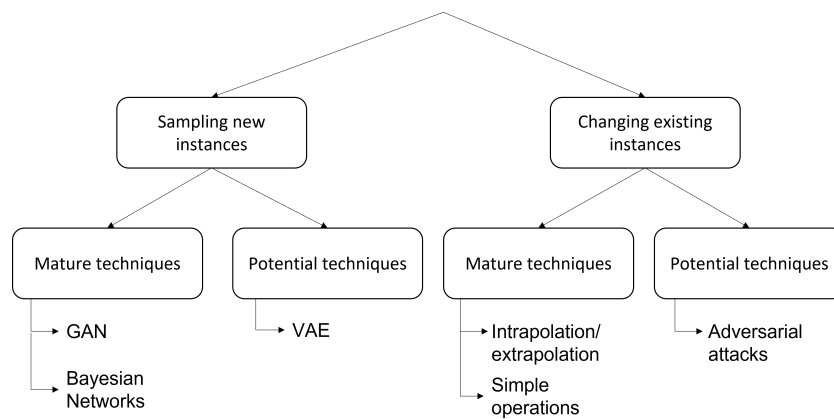 Sampling new
instances
Changing existing
instances
Mature techniques
Potential techniques
Mature techniques
Potential techniques
GAN
Bayesian
Networks
VAE
Intrapolation/
extrapolation
Simple
operations
Adversarial
attacks